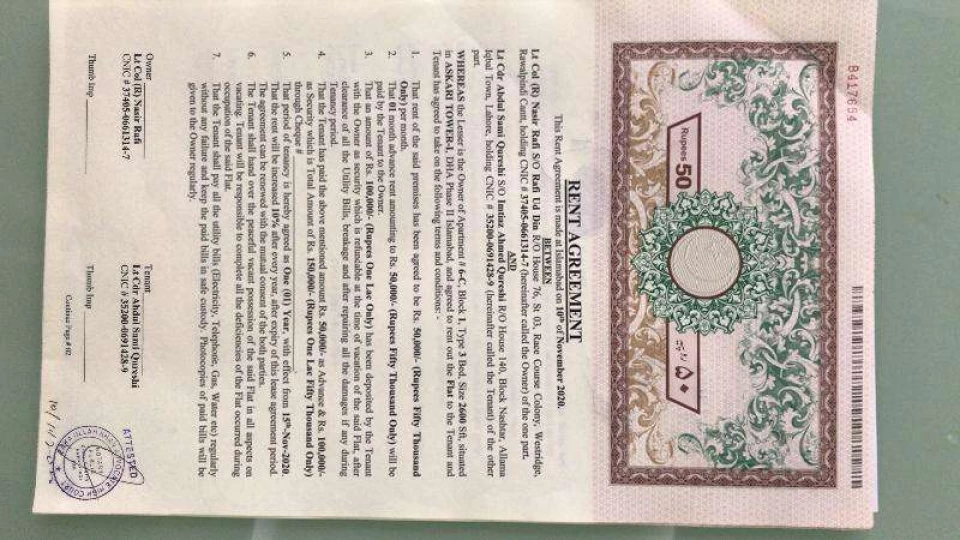 B417664
Rupees 50
RENT AGREEMENT
This Rent Agreement is made at Islamabad on 10th of November 2020.
BETWEEN
Lt Col (R) Nasir Rafi S/O Rafi Ud Din R/O House 76, St 03, Race Course Colony, Westridge,
Rawalpindi Cantt, holding CNIC # 37405-0661314-7 (hereinafter called the Owner) of the one part.
AND
Lt Cdr Abdul Sami Qureshi S/O Imtiaz Ahmed Qureshi R/O House 140, Block Nashtar, Allama
Iqbal Town, Lahore, holding CNIC # 35200-0691428-9 (hereinafter called the Tenant) of the other
part.
WHEREAS the Lesser is the Owner of Apartment # 6-C, Block I, Type 3 Bed, Size 2600 Sft, situated
in ASKARI TOWER-I, DHA Phase II Islamabad, and agreed to rent out the Flat to the Tenant and
Tenant has agreed to take on the following terms and conditions: -
1. That rent of the said premises has been agreed to be Rs. 50,000/- (Rupees Fifty Thousand
Only) per month.
2. That 01 month advance rent amounting to Rs. 50,000/- (Rupees Fifty Thousand Only) will be
paid by the Tenant to the Owner.
3. That an amount of Rs. 100,000/- (Rupees One Lac Only) has been deposited by the Tenant
with the Owner as security which is refundable at the time of vacation of the said Flat, after
clearance of all the Utility Bills, breakage and after repairing all the damages if any during
Tenancy period.
4. That the Tenant has paid the above mentioned amount Rs. 50,000/- as Advance & Rs. 100,000/-
as Security which is Total Amount of Rs. 150,000/- (Rupees One Lac Fifty Thousand Only)
through Cheque #
5. That period of tenancy is hereby agreed as One (01) Year, with effect from 15th-Nov-2020.
That the rent will be increased 10% after every year, after expiry of this lease agreement period.
The agreement can be renewed with the mutual consent of the both parties.
6. The Tenant shall hand over the peaceful vacant possession of the said Flat in all aspects on
vacating. Tenant will be responsible to complete all the deficiencies of the Flat occurred during
occupation of the said Flat.
7. That the Tenant shall pay all the utility bills (Electricity, Telephone, Gas, Water etc) regularly
without any failure and keep the paid bills in safe custody. Photocopies of paid bills will be
given to the Owner regularly.
Owner
Lt Col (R) Nasir Rafi
CNIC # 37405-0661314-7
Thumb Imp
Tenant
Lt Cdr Abdul Sami Qureshi
CNIC # 35200-0691428-9
Thumb Imp
Continue Page # 02
ATTESTED